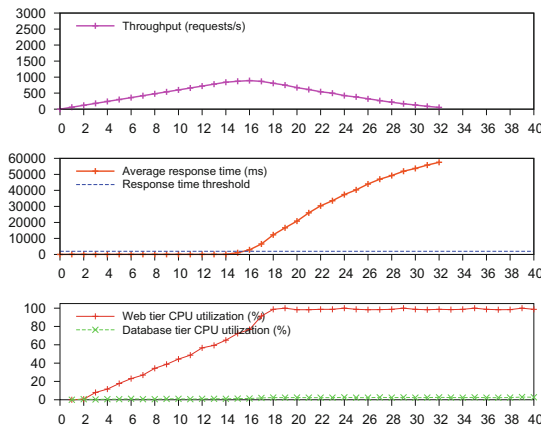 3000
2500
2000
1500
1000
500
0
Throughput (requests/s)
0 2 4 6 8 10 12 14 16 18 20 22 24 26 28 30 32 34 36 38 40
60000
50000
40000
30000
20000
10000
0
Average response time (ms)
Response time threshold
0 2 4 6 8 10 12 14 16 18 20 22 24 26 28 30 32 34 36 38 40
100
80
60
40
20
0
Web tier CPU utilization (%)
Database tier CPU utilization (%)
0 2 4 6 8 10 12 14 16 18 20 22 24 26 28 30 32 34 36 38 40